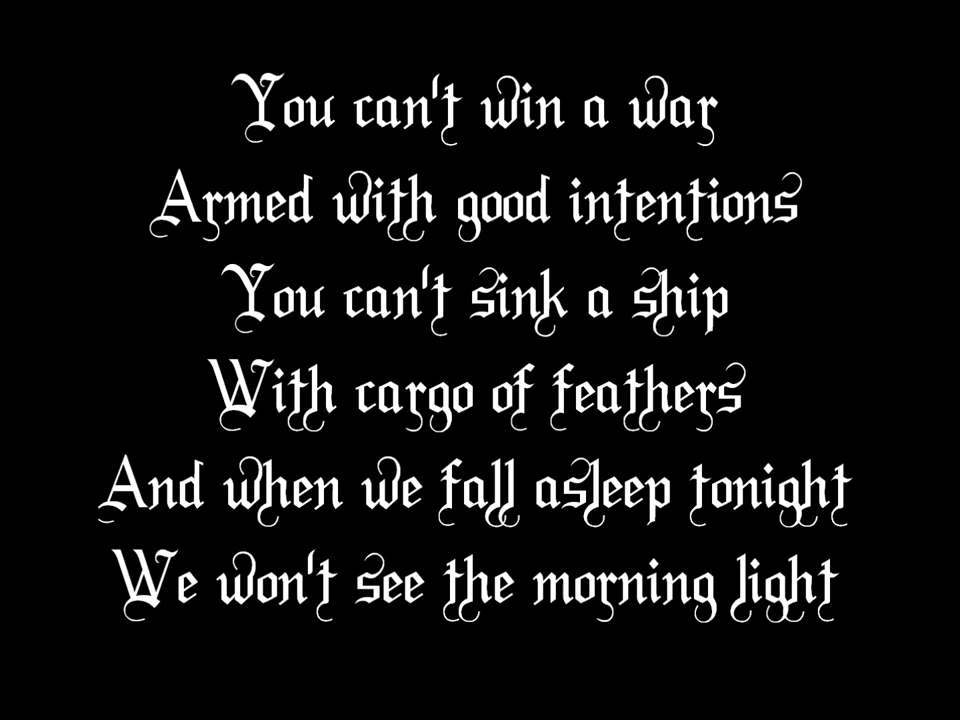 You can't win a war
Armed with good intentions
You can't sink a ship
With cargo of feathers
And when we fall asleep tonight
We won't see the morning light